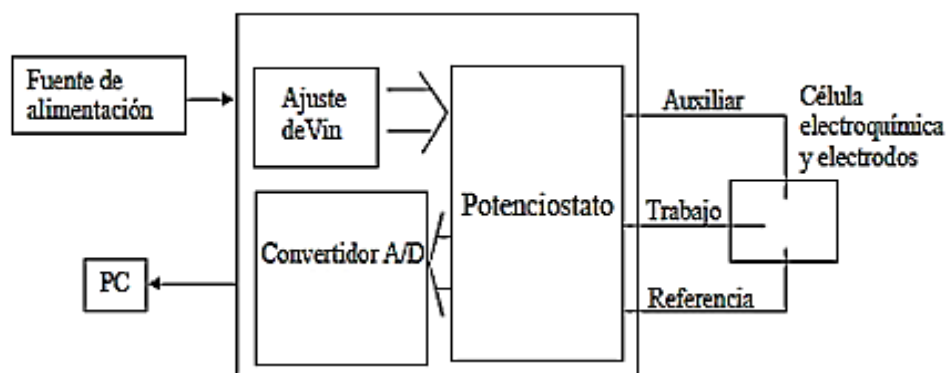 Fuente de
alimentación
Ajuste
deVin
Auxiliar
Célula
electroquímica
y electrodos
Potenciostato
Trabajo
Convertidor A/D
PC
Referencia